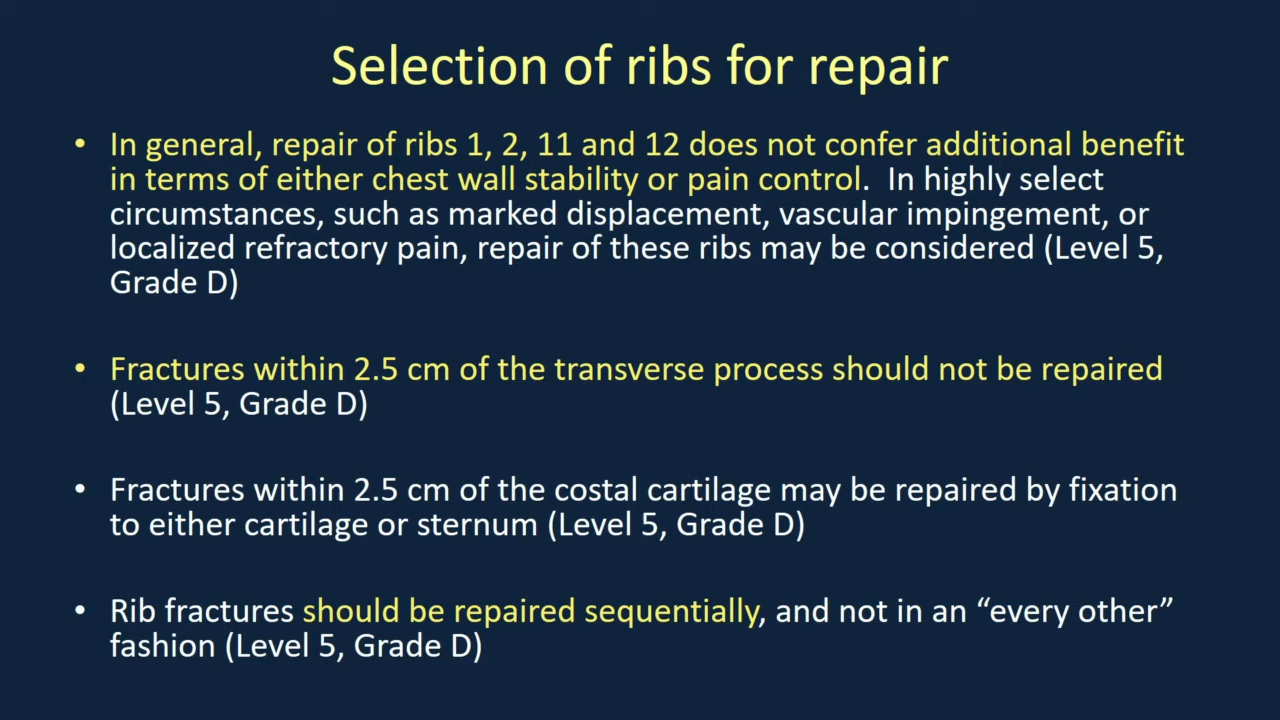 Selection of ribs for repair
• In general, repair of ribs 1, 2, 11 and 12 does not confer additional benefit
in terms of either chest wall stability or pain control.  In highly select
circumstances, such as marked displacement, vascular impingement, or
localized refractory pain, repair of these ribs may be considered (Level 5,
Grade D)
• Fractures within 2.5 cm of the transverse process should not be repaired
(Level 5, Grade D)
• Fractures within 2.5 cm of the costal cartilage may be repaired by fixation
to either cartilage or sternum (Level 5, Grade D)
• Rib fractures should be repaired sequentially, and not in an “every other”
fashion (Level 5, Grade D)